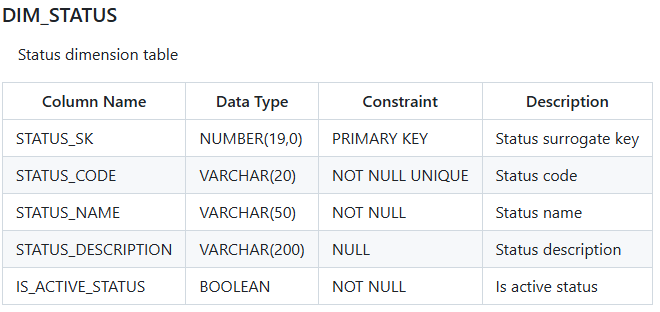 DIM_STATUS
Status dimension table
Column Name Data Type Constraint Description
STATUS_SK NUMBER(19,0) PRIMARY KEY Status surrogate key
STATUS_CODE VARCHAR(20) NOT NULL UNIQUE Status code
STATUS_NAME VARCHAR(50) NOT NULL Status name
STATUS_DESCRIPTION VARCHAR(200) NULL Status description
IS_ACTIVE_STATUS BOOLEAN NOT NULL Is active status